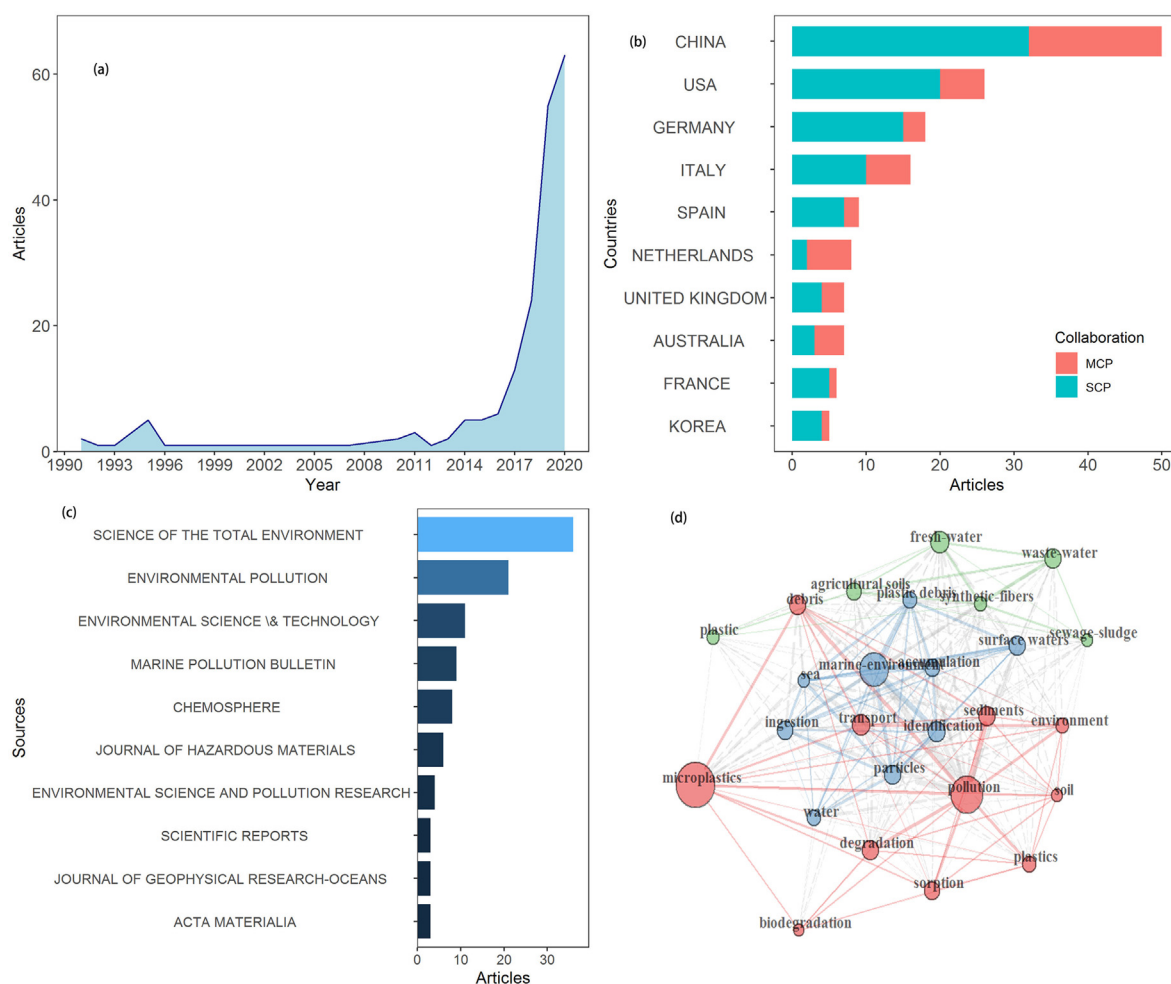 (a)
Articles
60
40
20
0
1990 1993 1996 1999 2002 2005 2008 2011 2014 2017 2020
Year
(b)
Countries
CHINA
USA
GERMANY
ITALY
SPAIN
NETHERLANDS
UNITED KINGDOM
AUSTRALIA
FRANCE
KOREA
Collaboration
MCP
SCP
0 10 20 30 40 50
Articles
(c)
Sources
SCIENCE OF THE TOTAL ENVIRONMENT
ENVIRONMENTAL POLLUTION
ENVIRONMENTAL SCIENCE \& TECHNOLOGY
MARINE POLLUTION BULLETIN
CHEMOSPHERE
JOURNAL OF HAZARDOUS MATERIALS
ENVIRONMENTAL SCIENCE AND POLLUTION RESEARCH
SCIENTIFIC REPORTS
JOURNAL OF GEOPHYSICAL RESEARCH-OCEANS
ACTA MATERIALIA
0 10 20 30
Articles
(d)
fresh-water
waste-water
agricultural soils
plastic debris
debris
synthetic-fibers
plastic
surface waters
sewage-sludge
marine-environment
accumulation
sea
ingestion
transport
sediments
identification
environment
microplastics
particles
pollution
soil
water
degradation
plastics
sorption
biodegradation